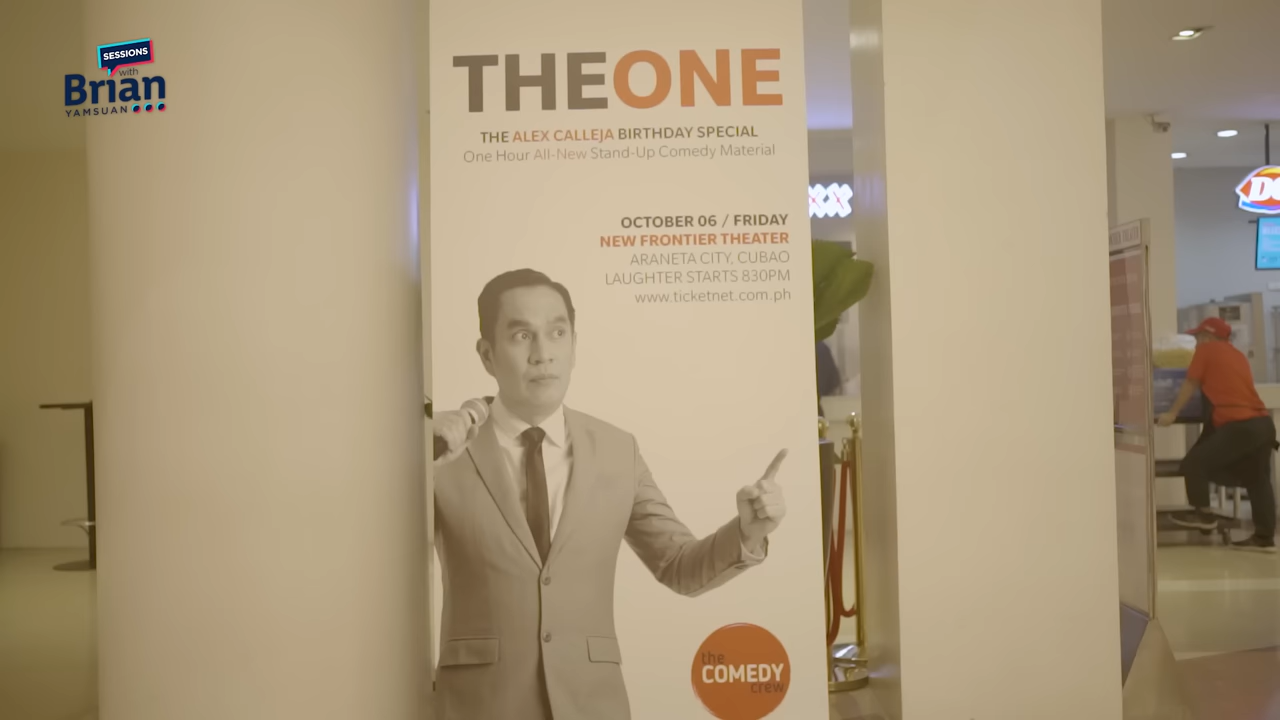 SESSIONS
with
Brian
YAMSUAN
THEONE
THE ALEX CALLEJA BIRTHDAY SPECIAL
One Hour All-New Stand-Up Comedy Material
OCTOBER 06 / FRIDAY
NEW FRONTIER THEATER
ARANETA CITY, CUBAO
LAUGHTER STARTS 830PM
www.ticketnet.com.ph
the
COMEDY
crew